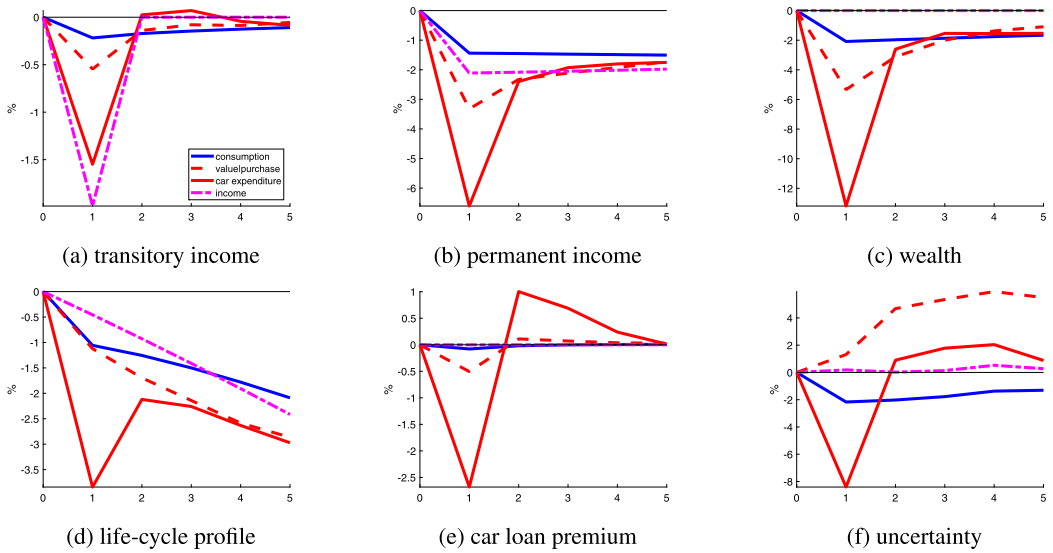 0
-0.5
-1
-1.5
%
consumption
value|purchase
car expenditure
income
0 1 2 3 4 5
(a) transitory income
0
-1
-2
-3
-4
-5
-6
%
0 1 2 3 4 5
(b) permanent income
0
-2
-4
-6
-8
-10
-12
%
0 1 2 3 4 5
(c) wealth
0
-0.5
-1
-1.5
-2
-2.5
-3
-3.5
%
0 1 2 3 4 5
(d) life-cycle profile
1
0.5
0
-0.5
-1
-1.5
-2
-2.5
%
0 1 2 3 4 5
(e) car loan premium
4
2
0
-2
-4
-6
-8
%
0 1 2 3 4 5
(f) uncertainty